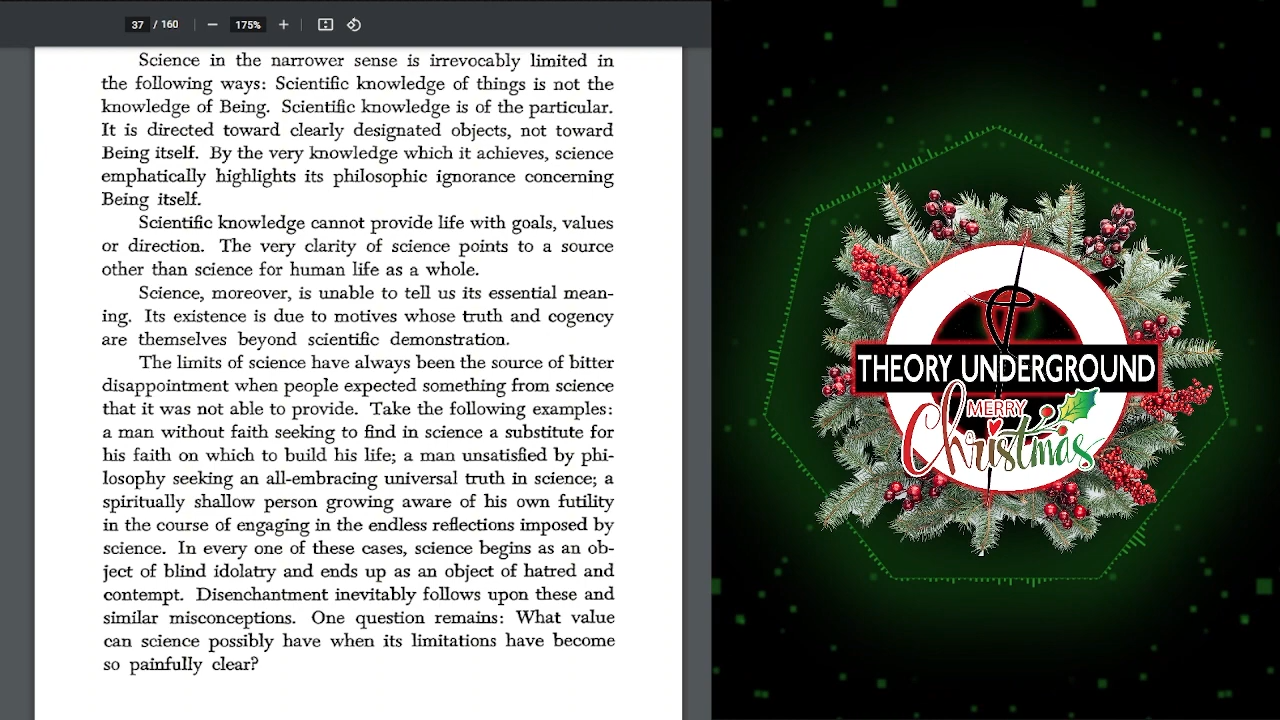 37 / 160
175%
Science in the narrower sense is irrevocably limited in
the following ways: Scientific knowledge of things is not the
knowledge of Being. Scientific knowledge is of the particular.
It is directed toward clearly designated objects, not toward
Being itself. By the very knowledge which it achieves, science
emphatically highlights its philosophic ignorance concerning
Being itself.
Scientific knowledge cannot provide life with goals, values
or direction. The very clarity of science points to a source
other than science for human life as a whole.
Science, moreover, is unable to tell us its essential mean-
ing. Its existence is due to motives whose truth and cogency
are themselves beyond scientific demonstration.
The limits of science have always been the source of bitter
disappointment when people expected something from science
that it was not able to provide. Take the following examples:
a man without faith seeking to find in science a substitute for
his faith on which to build his life; a man unsatisfied by phi-
losophy seeking an all-embracing universal truth in science; a
spiritually shallow person growing aware of his own futility
in the course of engaging in the endless reflections imposed by
science. In every one of these cases, science begins as an ob-
ject of blind idolatry and ends up as an object of hatred and
contempt. Disenchantment inevitably follows upon these and
similar misconceptions. One question remains: What value
can science possibly have when its limitations have become
so painfully clear?
THEORY UNDERGROUND
MERRY
Christmas